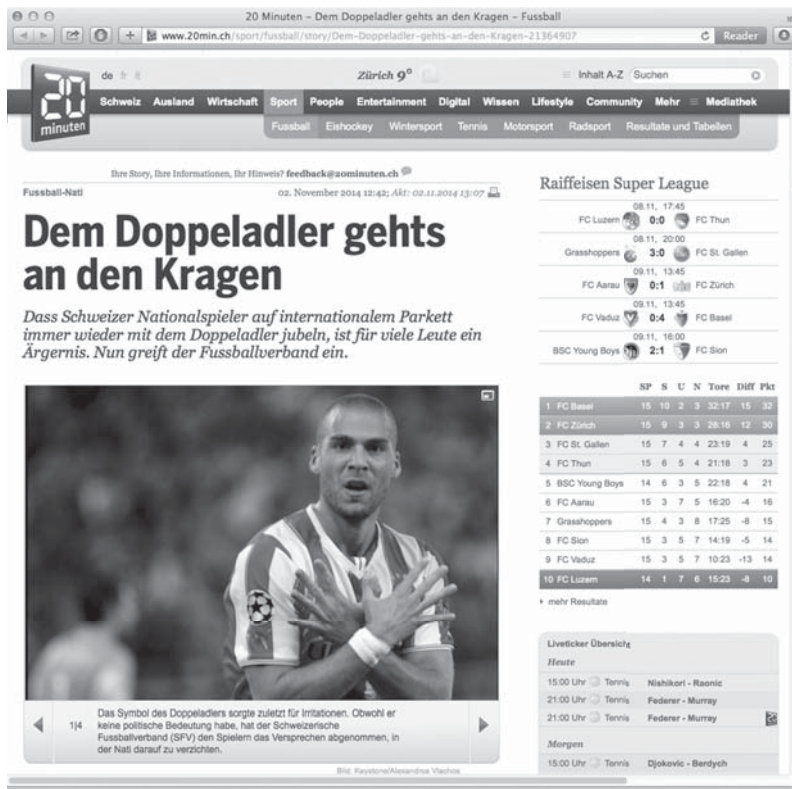 20 Minuten – Dem Doppeladler gehts an den Kragen – Fussball
www.20min.ch/sport/fussball/story/Dem-Doppeladler-gehts-an-den-Kragen-21364907
Reader
20
minuten
de fr it
Zürich 9°
Inhalt A-Z
Suchen
Schweiz Ausland Wirtschaft Sport People Entertainment Digital Wissen Lifestyle Community Mehr Mediathek
Fussball Eishockey Wintersport Tennis Motorsport Radsport Resultate und Tabellen
Ihre Story, Ihre Informationen, Ihr Hinweis? feedback@20minuten.ch
Fussball-Nati
02. November 2014 12:42; Akt: 02.11.2014 13:07
Dem Doppeladler gehts
an den Kragen
Dass Schweizer Nationalspieler auf internationalem Parkett
immer wieder mit dem Doppeladler jubeln, ist für viele Leute ein
Ärgernis. Nun greift der Fussballverband ein.
1|4
Das Symbol des Doppeladlers sorgte zuletzt für Irritationen. Obwohl er
keine politische Bedeutung habe, hat der Schweizerische
Fussballverband (SFV) den Spielern das Versprechen abgenommen, in
der Nati darauf zu verzichten.
Bild: Keystone/Alexandros Vlachos
Raiffeisen Super League
08.11, 17:45
FC Luzern 0:0 FC Thun
08.11, 20:00
Grasshoppers 3:0 FC St. Gallen
09.11, 13:45
FC Aarau 0:1 FC Zürich
09.11, 13:45
FC Vaduz 0:4 FC Basel
09.11, 16:00
BSC Young Boys 2:1 FC Sion
SP S U N Tore Diff Pkt
1 FC Basel 15 10 2 3 32:17 15 32
2 FC Zürich 15 9 3 3 28:16 12 30
3 FC St. Gallen 15 7 4 4 23:19 4 25
4 FC Thun 15 6 5 4 21:18 3 23
5 BSC Young Boys 14 6 3 5 22:18 4 21
6 FC Aarau 15 3 7 5 16:20 -4 16
7 Grasshoppers 15 4 3 8 17:25 -8 15
8 FC Sion 15 3 5 7 14:19 -5 14
9 FC Vaduz 15 3 5 7 10:23 -13 14
10 FC Luzern 14 1 7 6 15:23 -8 10
mehr Resultate
Liveticker Übersicht
Heute
15:00 Uhr Tennis Nishikori - Raonic
21:00 Uhr Tennis Federer - Murray
21:00 Uhr Tennis Federer - Murray
Morgen
15:00 Uhr Tennis Djokovic - Berdych